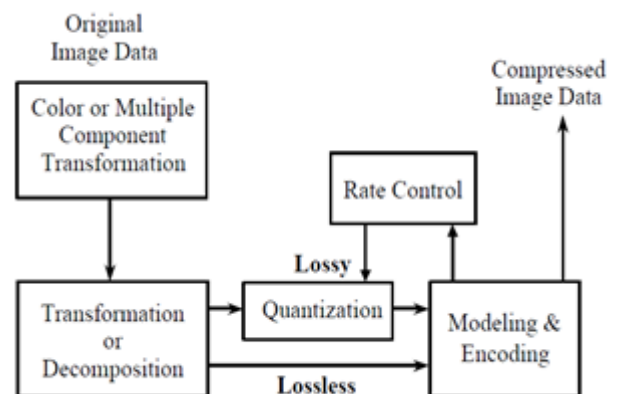 Original
Image Data
Color or Multiple
Component
Transformation
Compressed
Image Data
Rate Control
Lossy
Transformation
or
Decomposition
Quantization
Modeling &
Encoding
Lossless